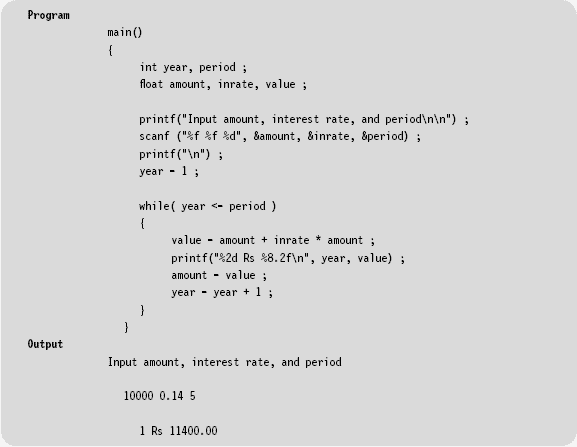 Program
main()
{
int year, period ;
float amount, inrate, value ;
printf("Input amount, interest rate, and period\n\n") ;
scanf ("%f %f %d", &amount, &inrate, &period) ;
printf("\n") ;
year = 1 ;
while( year <= period )
{
value = amount + inrate * amount ;
printf("%2d Rs %8.2f\n", year, value) ;
amount = value ;
year = year + 1 ;
}
}
Output
Input amount, interest rate, and period
10000 0.14 5
1 Rs 11400.00